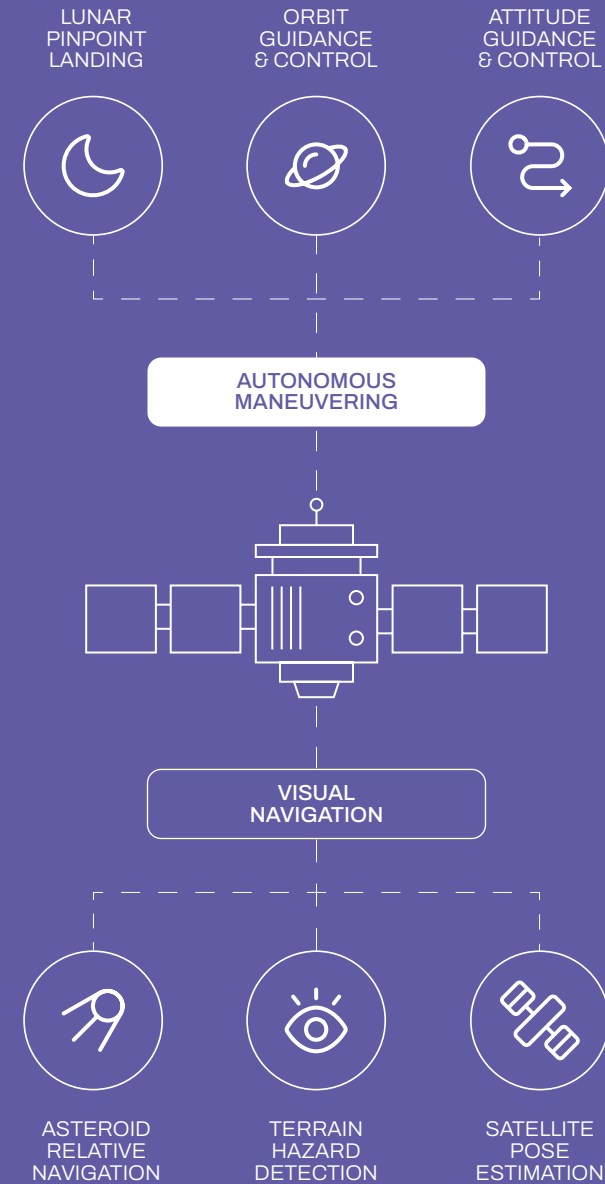 LUNAR
PINPOINT
LANDING
ORBIT
GUIDANCE
& CONTROL
ATTITUDE
GUIDANCE
& CONTROL
AUTONOMOUS
MANEUVERING
VISUAL
NAVIGATION
ASTEROID
RELATIVE
NAVIGATION
TERRAIN
HAZARD
DETECTION
SATELLITE
POSE
ESTIMATION